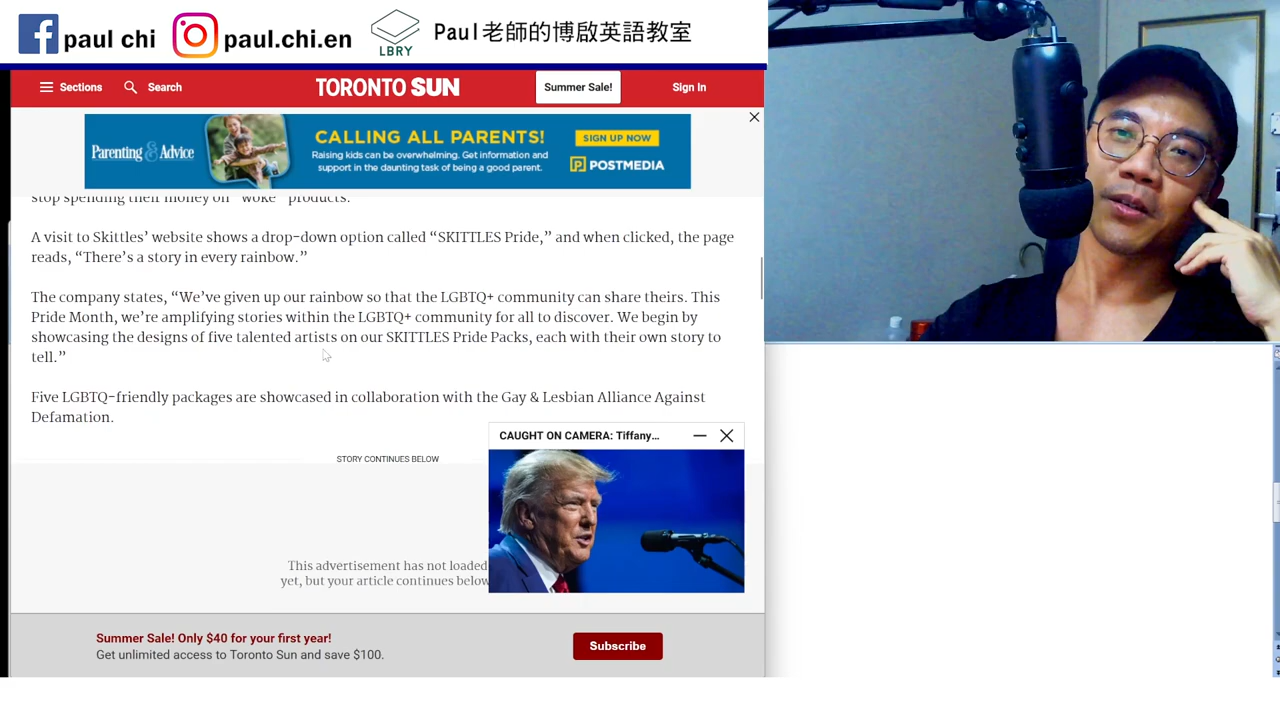 paul chi
paul.chi.en
LBRY
Paul老師的博啟英語教室
Sections
Search
TORONTO SUN
Summer Sale!
Sign In
Parenting & Advice
CALLING ALL PARENTS!
Raising kids can be overwhelming. Get information and
support in the daunting task of being a good parent.
SIGN UP NOW
POSTMEDIA
stop spending their money on “woke” products.
A visit to Skittles’ website shows a drop-down option called “SKITTLES Pride,” and when clicked, the page
reads, “There’s a story in every rainbow.”
The company states, “We’ve given up our rainbow so that the LGBTQ+ community can share theirs. This
Pride Month, we’re amplifying stories within the LGBTQ+ community for all to discover. We begin by
showcasing the designs of five talented artists on our SKITTLES Pride Packs, each with their own story to
tell.”
Five LGBTQ-friendly packages are showcased in collaboration with the Gay & Lesbian Alliance Against
Defamation.
STORY CONTINUES BELOW
CAUGHT ON CAMERA: Tiffany...
This advertisement has not loaded
yet, but your article continues below
Summer Sale! Only $40 for your first year!
Get unlimited access to Toronto Sun and save $100.
Subscribe